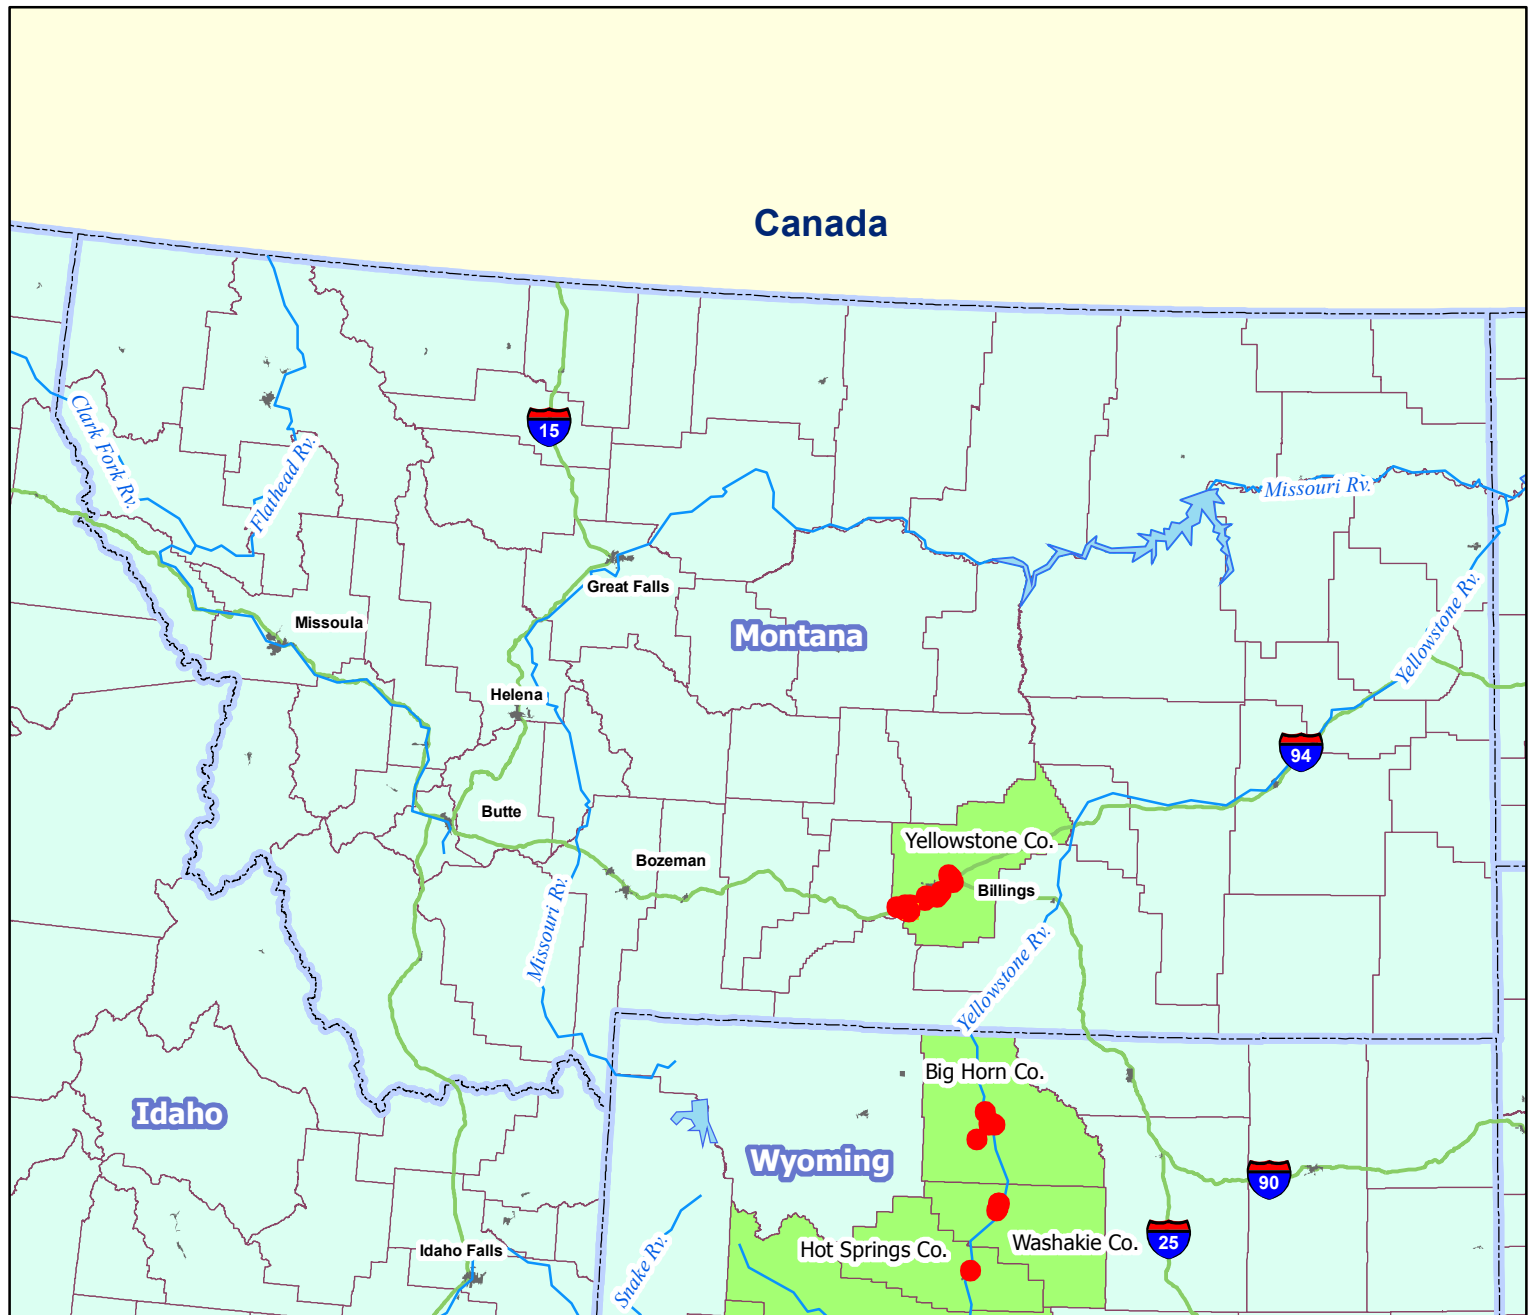 Canada
15
Clark Fork Rv.
Flathead Rv.
Missouri Rv.
Great Falls
Missoula
Montana
Yellowstone Rv.
Helena
94
Butte
Yellowstone Co.
Bozeman
Billings
Missouri Rv.
Yellowstone Rv.
Big Horn Co.
Idaho
Wyoming
90
Washakie Co.
25
Hot Springs Co.
Idaho Falls
Snake Rv.